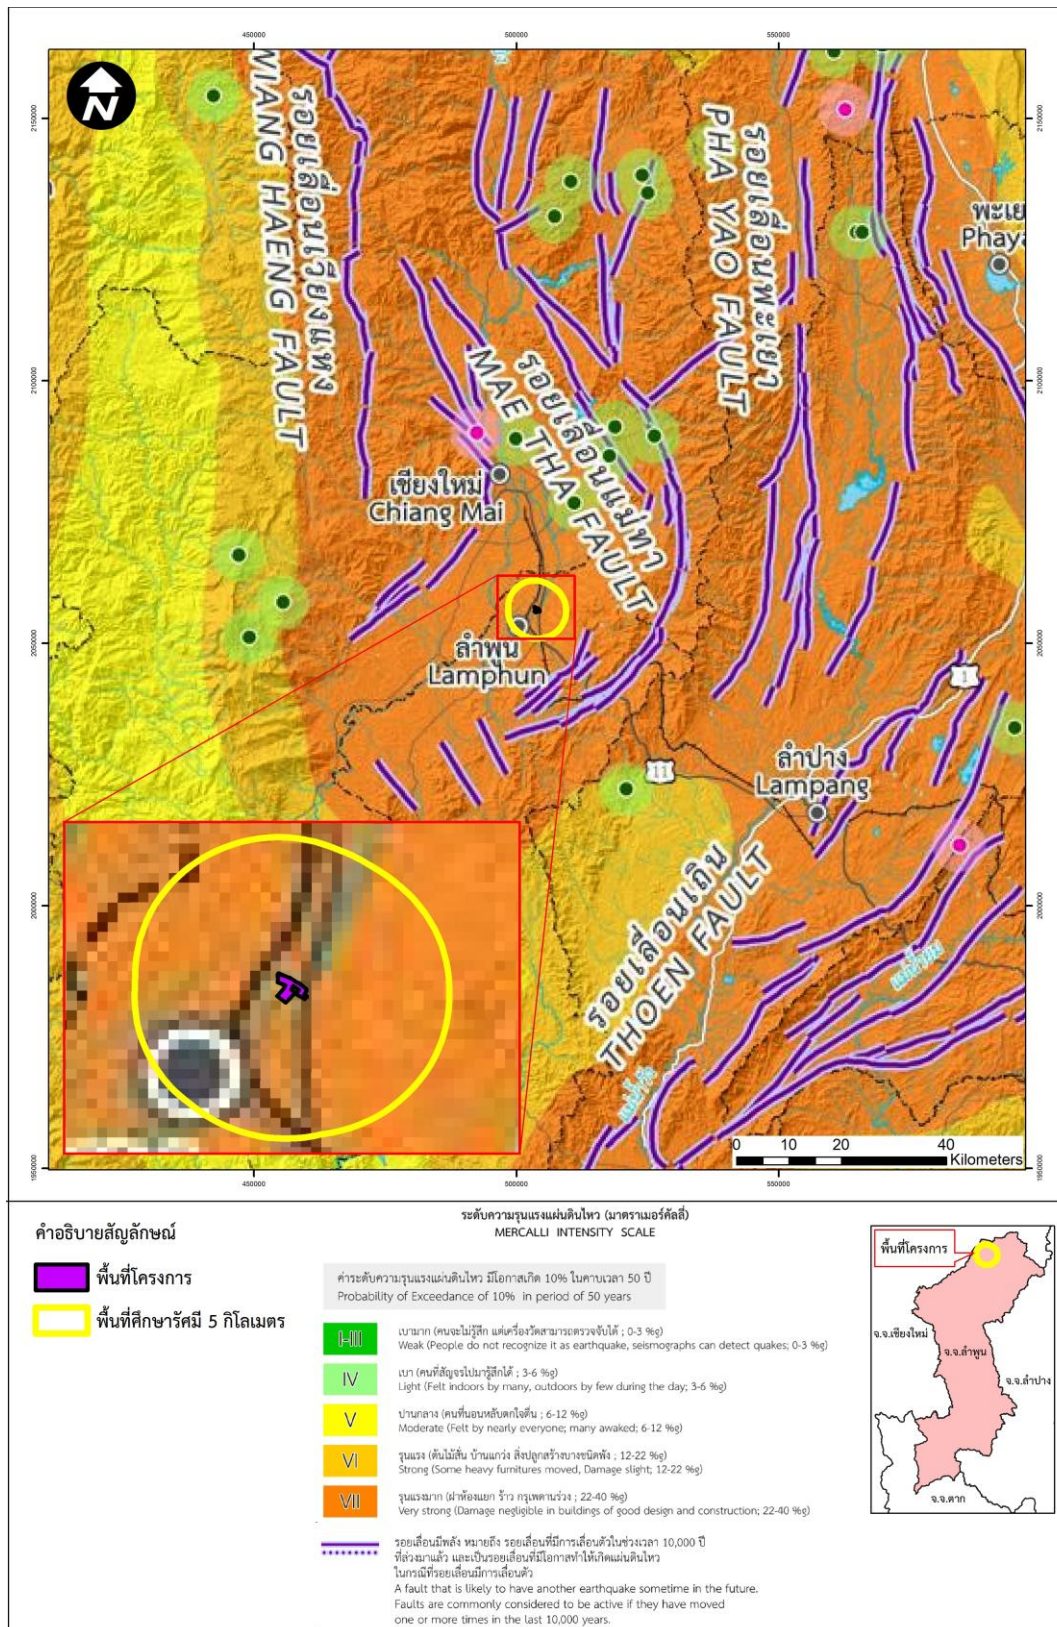 450000
500000
550000
2150000
2150000
N
รอยเลื่อนเวียงแหง
WIANG HAENG FAULT
รอยเลื่อนพะเยา
PHA YAO FAULT
พะเย
Phaya
2100000
2100000
รอยเลื่อนแม่ทา
MAE THA FAULT
เชียงใหม่
Chiang Mai
2050000
2050000
ลำพูน
Lamphun
1
11
ลำปาง
Lampang
รอยเลื่อนเถิน
THOEN FAULT
2000000
2000000
0 10 20 40
Kilometers
1950000
1950000
450000
500000
550000
คำอธิบายสัญลักษณ์
พื้นที่โครงการ
พื้นที่ศึกษารัศมี 5 กิโลเมตร
ระดับความรุนแรงแผ่นดินไหว (มาตราเมอร์คัลลี่)
MERCALLI INTENSITY SCALE
ค่าระดับความรุนแรงแผ่นดินไหว มีโอกาสเกิด 10% ในคาบเวลา 50 ปี
Probability of Exceedance of 10% in period of 50 years
I-III
เบามาก (คนจะไม่รู้สึก แต่เครื่องวัดสามารถตรวจจับได้ ; 0-3 %g)
Weak (People do not recognize it as earthquake, seismographs can detect quakes; 0-3 %g)
IV
เบา (คนที่สัญจรไปมารู้สึกได้ ; 3-6 %g)
Light (Felt indoors by many, outdoors by few during the day; 3-6 %g)
V
ปานกลาง (คนที่นอนหลับตกใจตื่น ; 6-12 %g)
Moderate (Felt by nearly everyone; many awaked; 6-12 %g)
VI
รุนแรง (ต้นไม้สั่น บ้านแกว่ง สิ่งปลูกสร้างบางชนิดพัง ; 12-22 %g)
Strong (Some heavy furnitures moved, Damage slight; 12-22 %g)
VII
รุนแรงมาก (ฝาห้องแยก ร้าว กรุเพดานร่วง ; 22-40 %g)
Very strong (Damage negligible in buildings of good design and construction; 22-40 %g)
รอยเลื่อนมีพลัง หมายถึง รอยเลื่อนที่มีการเลื่อนตัวในช่วงเวลา 10,000 ปี
ที่ล่วงมาแล้ว และเป็นรอยเลื่อนที่มีโอกาสทำให้เกิดแผ่นดินไหว
ในกรณีที่รอยเลื่อนมีการเลื่อนตัว
A fault that is likely to have another earthquake sometime in the future.
Faults are commonly considered to be active if they have moved
one or more times in the last 10,000 years.
พื้นที่โครงการ
จ.จ.เชียงใหม่
จ.จ.ลำพูน
จ.จ.ลำปาง
จ.จ.ตาก